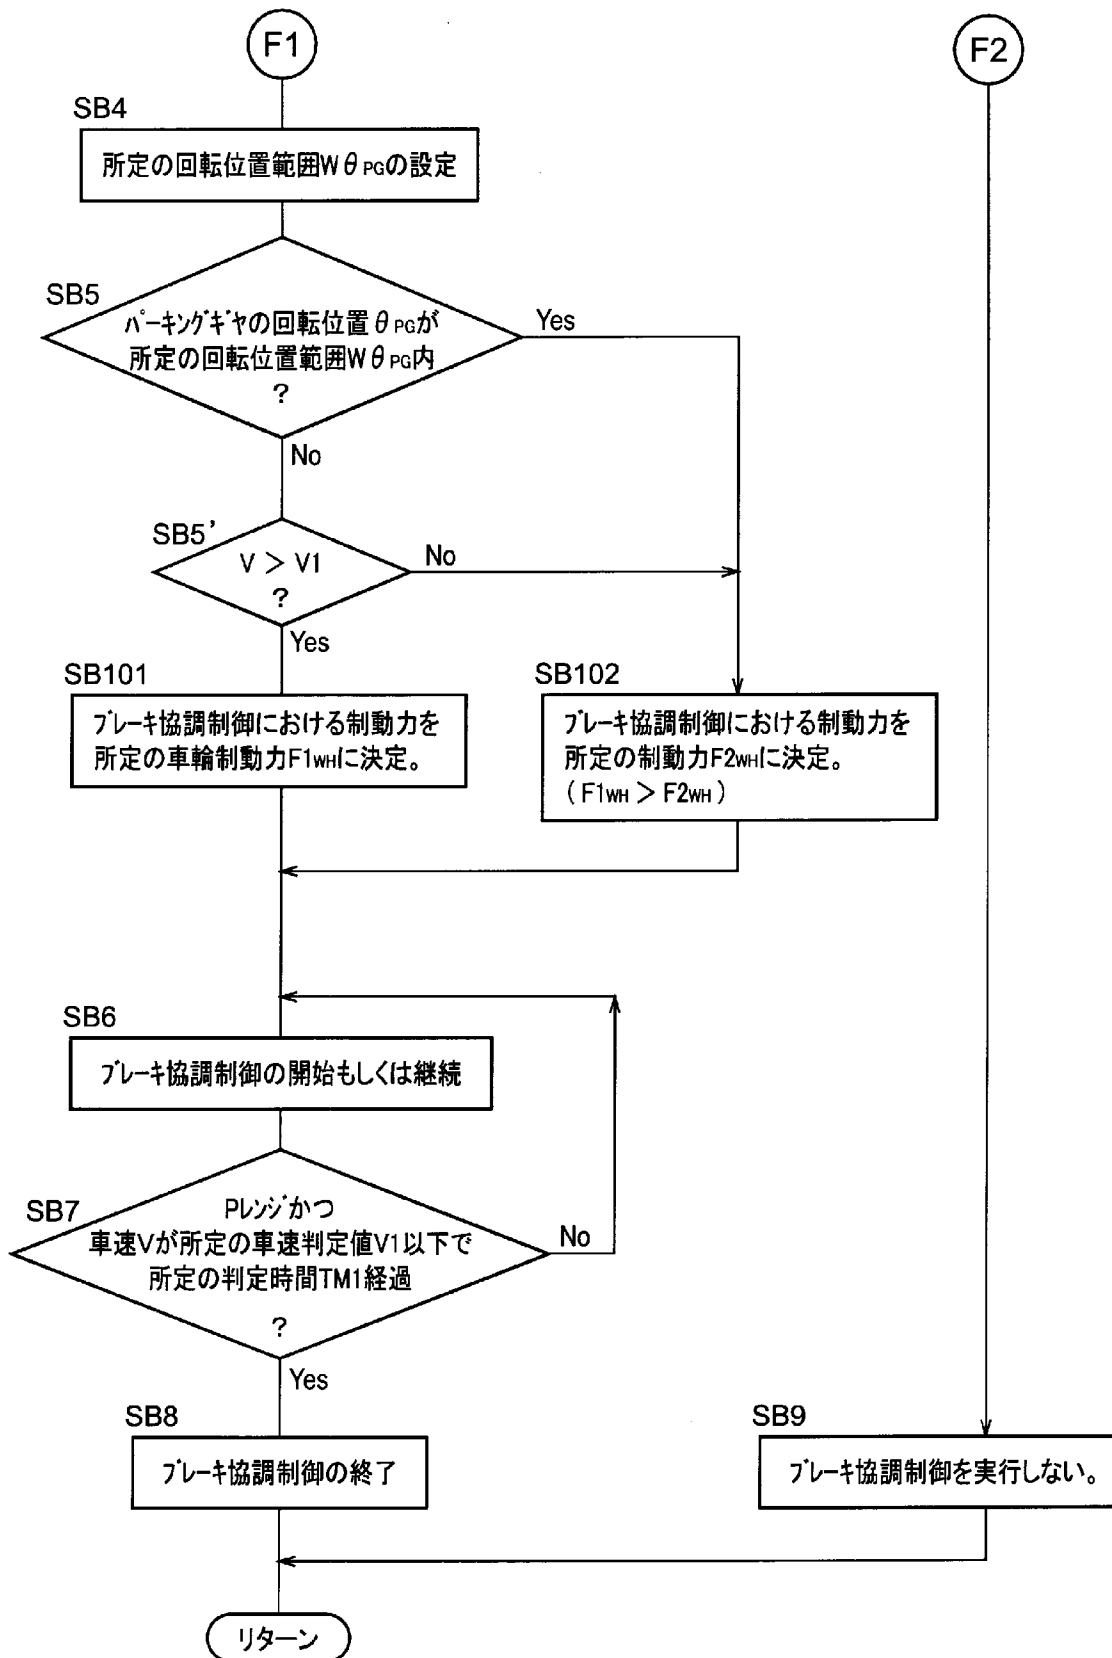 F1
F2
SB4
所定の回転位置範囲WθPGの設定
SB5
パーキングギヤの回転位置θPGが
所定の回転位置範囲WθPG内
?
Yes
No
SB5'
V > V1
?
No
Yes
SB101
ブレーキ協調制御における制動力を
所定の車輪制動力F1WHに決定。
SB102
ブレーキ協調制御における制動力を
所定の制動力F2WHに決定。
(F1WH > F2WH)
SB6
ブレーキ協調制御の開始もしくは継続
SB7
Pレンジかつ
車速Vが所定の車速判定値V1以下で
所定の判定時間TM1経過
?
No
Yes
SB8
ブレーキ協調制御の終了
SB9
ブレーキ協調制御を実行しない。
リターン